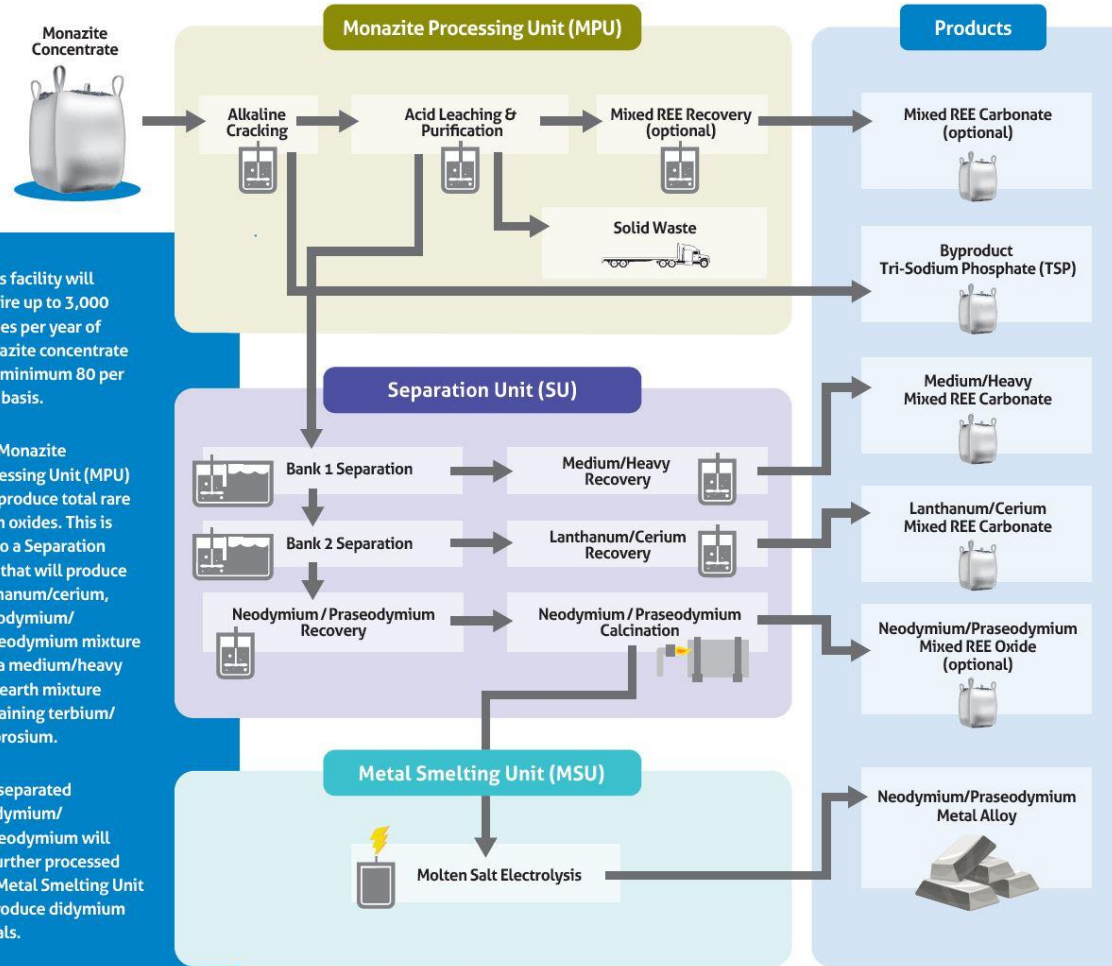 Monazite
Concentrate
Monazite Processing Unit (MPU)
Alkaline
Cracking
Acid Leaching &
Purification
Mixed REE Recovery
(optional)
Solid Waste
s facility will
ire up to 3,000
es per year of
azite concentrate
minimum 80 per
basis.
Monazite
essing Unit (MPU)
produce total rare
h oxides. This is
o a Separation
that will produce
hanum/cerium,
odymium/
eodymium mixture
a medium/heavy
earth mixture
aining terbium/
prosium.
separated
dymium/
eodymium will
urther processed
Metal Smelting Unit
roduce didymium
als.
Separation Unit (SU)
Bank 1 Separation
Medium/Heavy
Recovery
Bank 2 Separation
Lanthanum/Cerium
Recovery
Neodymium / Praseodymium
Recovery
Neodymium / Praseodymium
Calcination
Metal Smelting Unit (MSU)
Molten Salt Electrolysis
Products
Mixed REE Carbonate
(optional)
Byproduct
Tri-Sodium Phosphate (TSP)
Medium/Heavy
Mixed REE Carbonate
Lanthanum/Cerium
Mixed REE Carbonate
Neodymium/Praseodymium
Mixed REE Oxide
(optional)
Neodymium/Praseodymium
Metal Alloy